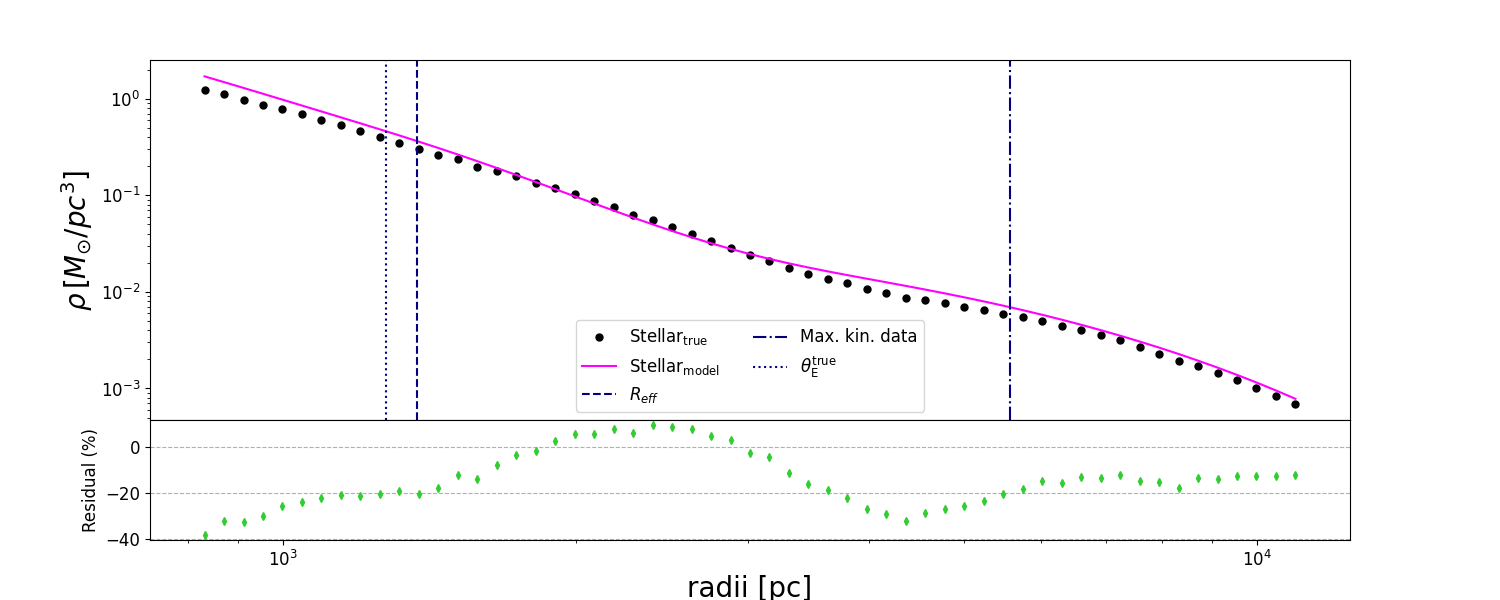 ρ [M⊙/pc³]
10⁰
10⁻¹
10⁻²
10⁻³
Stellar_true
Stellar_model
R_eff
Max. kin. data
θ_E^true
Residual (%)
0
−20
−40
10³
10⁴
radii [pc]